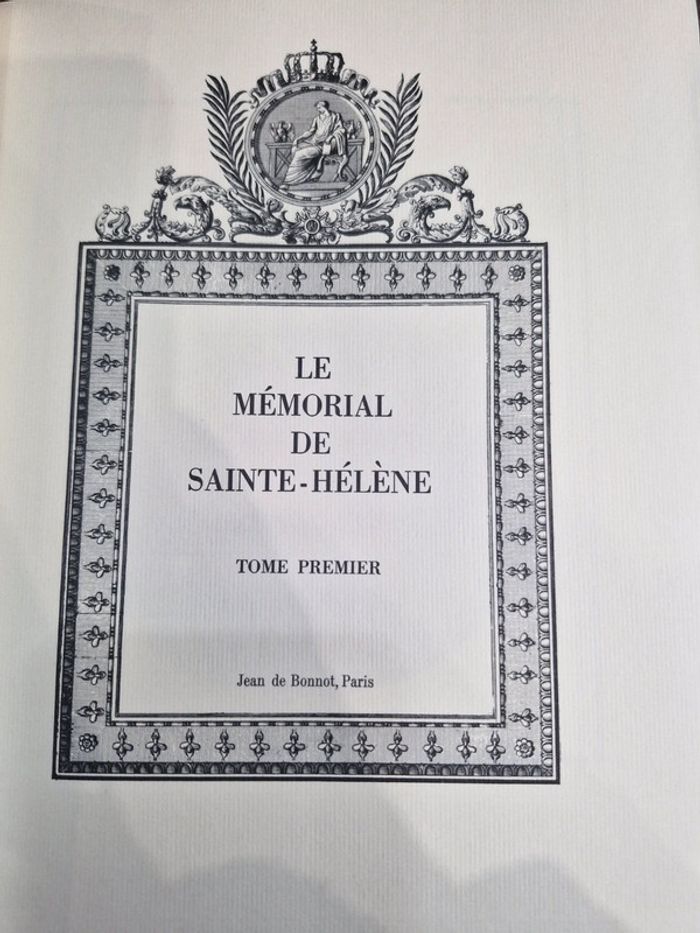 LE
MÉMORIAL
DE
SAINTE-HÉLÈNE
TOME PREMIER
Jean de Bonnot, Paris